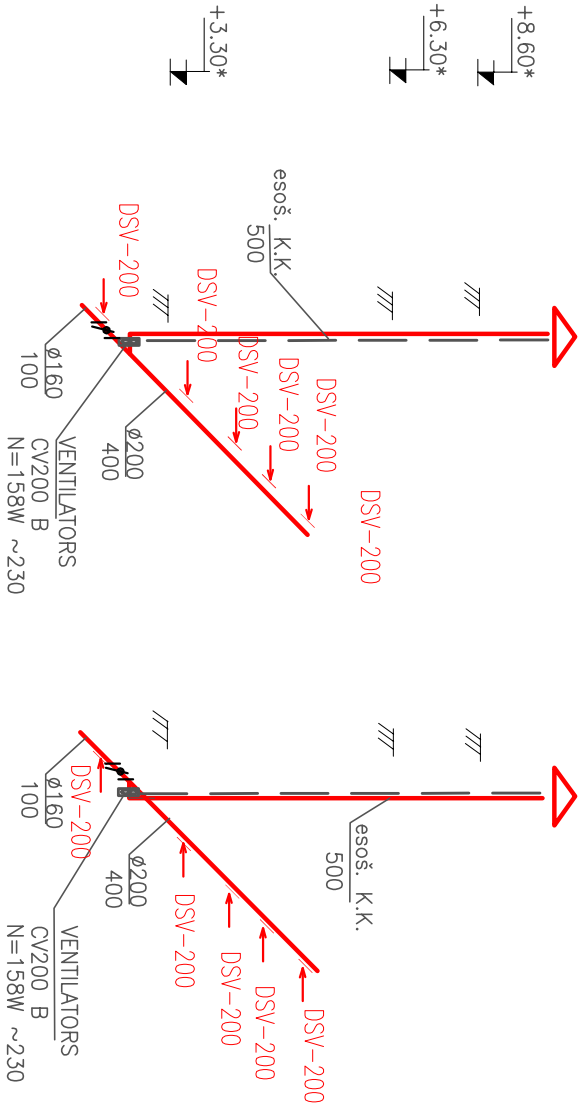 +8.60*
+6.30*
+3.30*
esoš. K.K.
500
DSV-200
DSV-200
DSV-200
DSV-200
DSV-200
DSV-200
ø160
100
ø200
400
VENTILATORS
CV200 B
N=158W ~230
esoš. K.K.
500
DSV-200
DSV-200
DSV-200
DSV-200
DSV-200
ø160
100
ø200
400
VENTILATORS
CV200 B
N=158W ~230